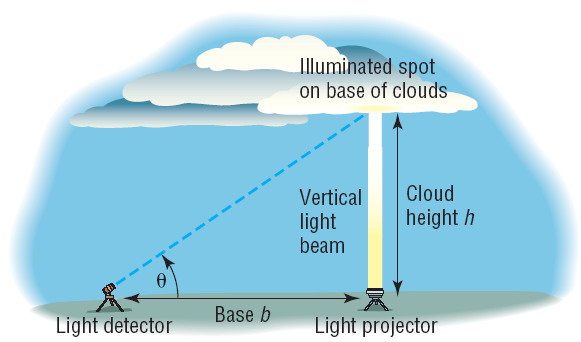 Illuminated spot
on base of clouds
Vertical
light
beam
Cloud
height h
θ
Base b
Light detector
Light projector